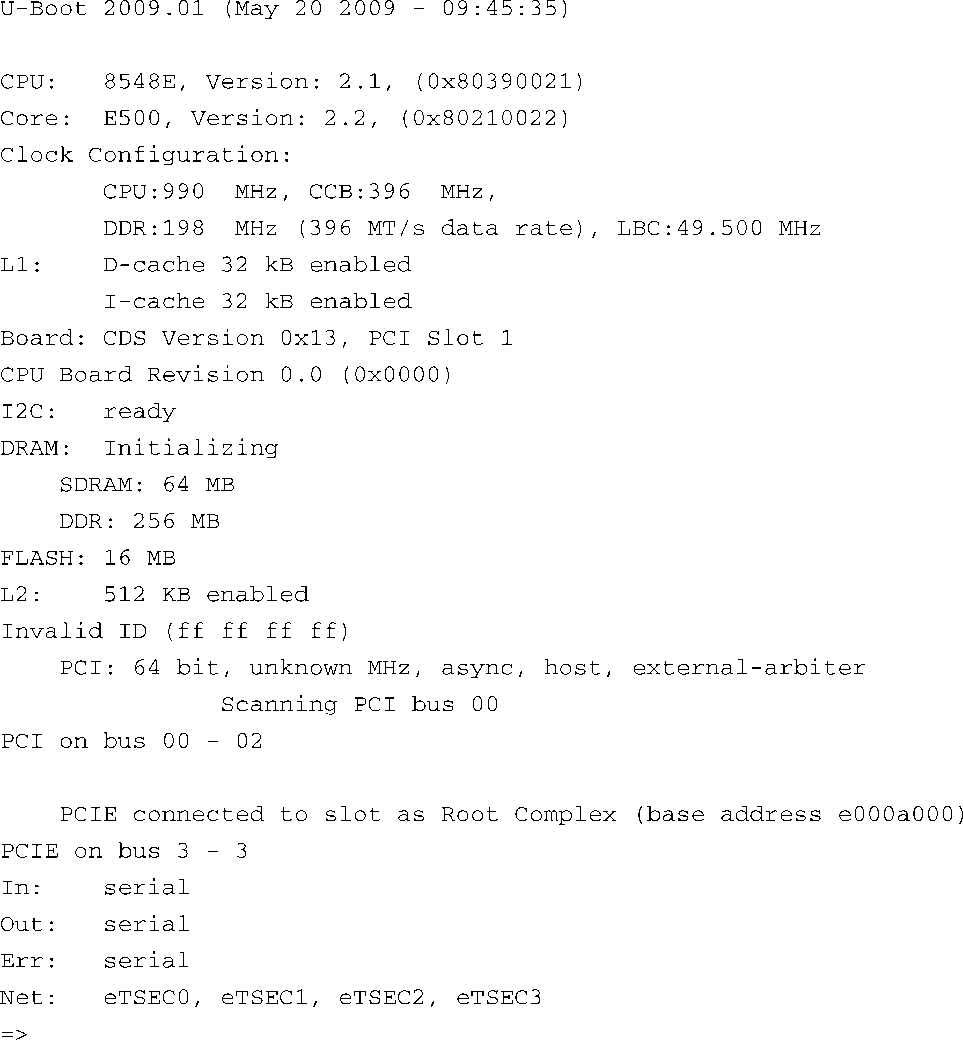 U-Boot 2009.01 (May 20 2009 - 09:45:35)

CPU:   8548E, Version: 2.1, (0x80390021)
Core:  E500, Version: 2.2, (0x80210022)
Clock Configuration:
       CPU:990  MHz, CCB:396  MHz,
       DDR:198  MHz (396 MT/s data rate), LBC:49.500 MHz
L1:    D-cache 32 kB enabled
       I-cache 32 kB enabled
Board: CDS Version 0x13, PCI Slot 1
CPU Board Revision 0.0 (0x0000)
I2C:   ready
DRAM:  Initializing
    SDRAM: 64 MB
    DDR: 256 MB
FLASH: 16 MB
L2:    512 KB enabled
Invalid ID (ff ff ff ff)
    PCI: 64 bit, unknown MHz, async, host, external-arbiter
               Scanning PCI bus 00
PCI on bus 00 - 02

    PCIE connected to slot as Root Complex (base address e000a000)
PCIE on bus 3 - 3
In:    serial
Out:   serial
Err:   serial
Net:   eTSEC0, eTSEC1, eTSEC2, eTSEC3
=>